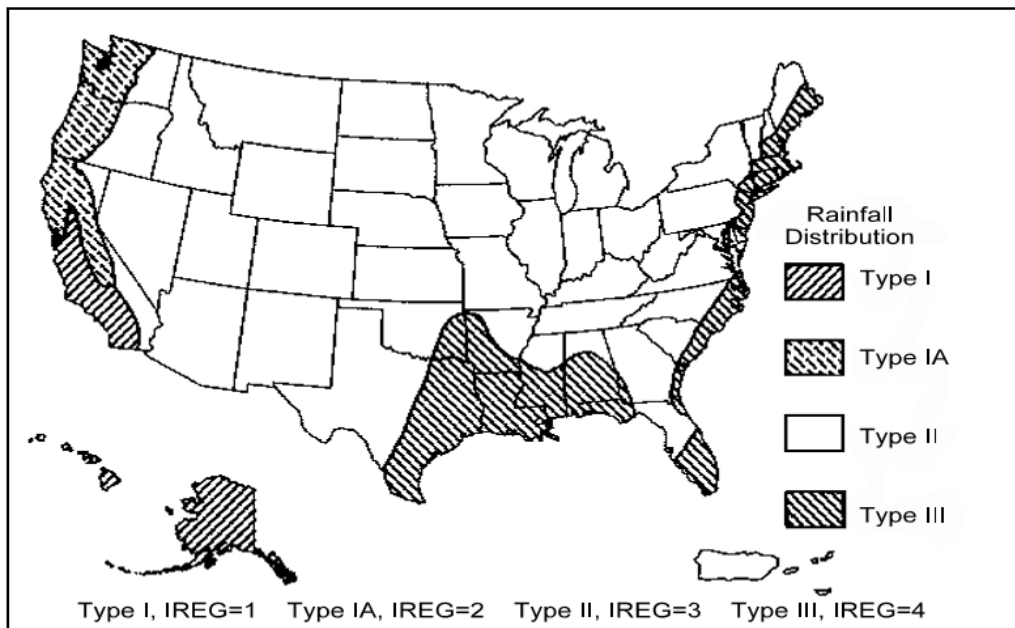 Rainfall
Distribution
Type I
Type IA
Type II
Type III
Type I, IREG=1 Type IA, IREG=2 Type II, IREG=3 Type III, IREG=4